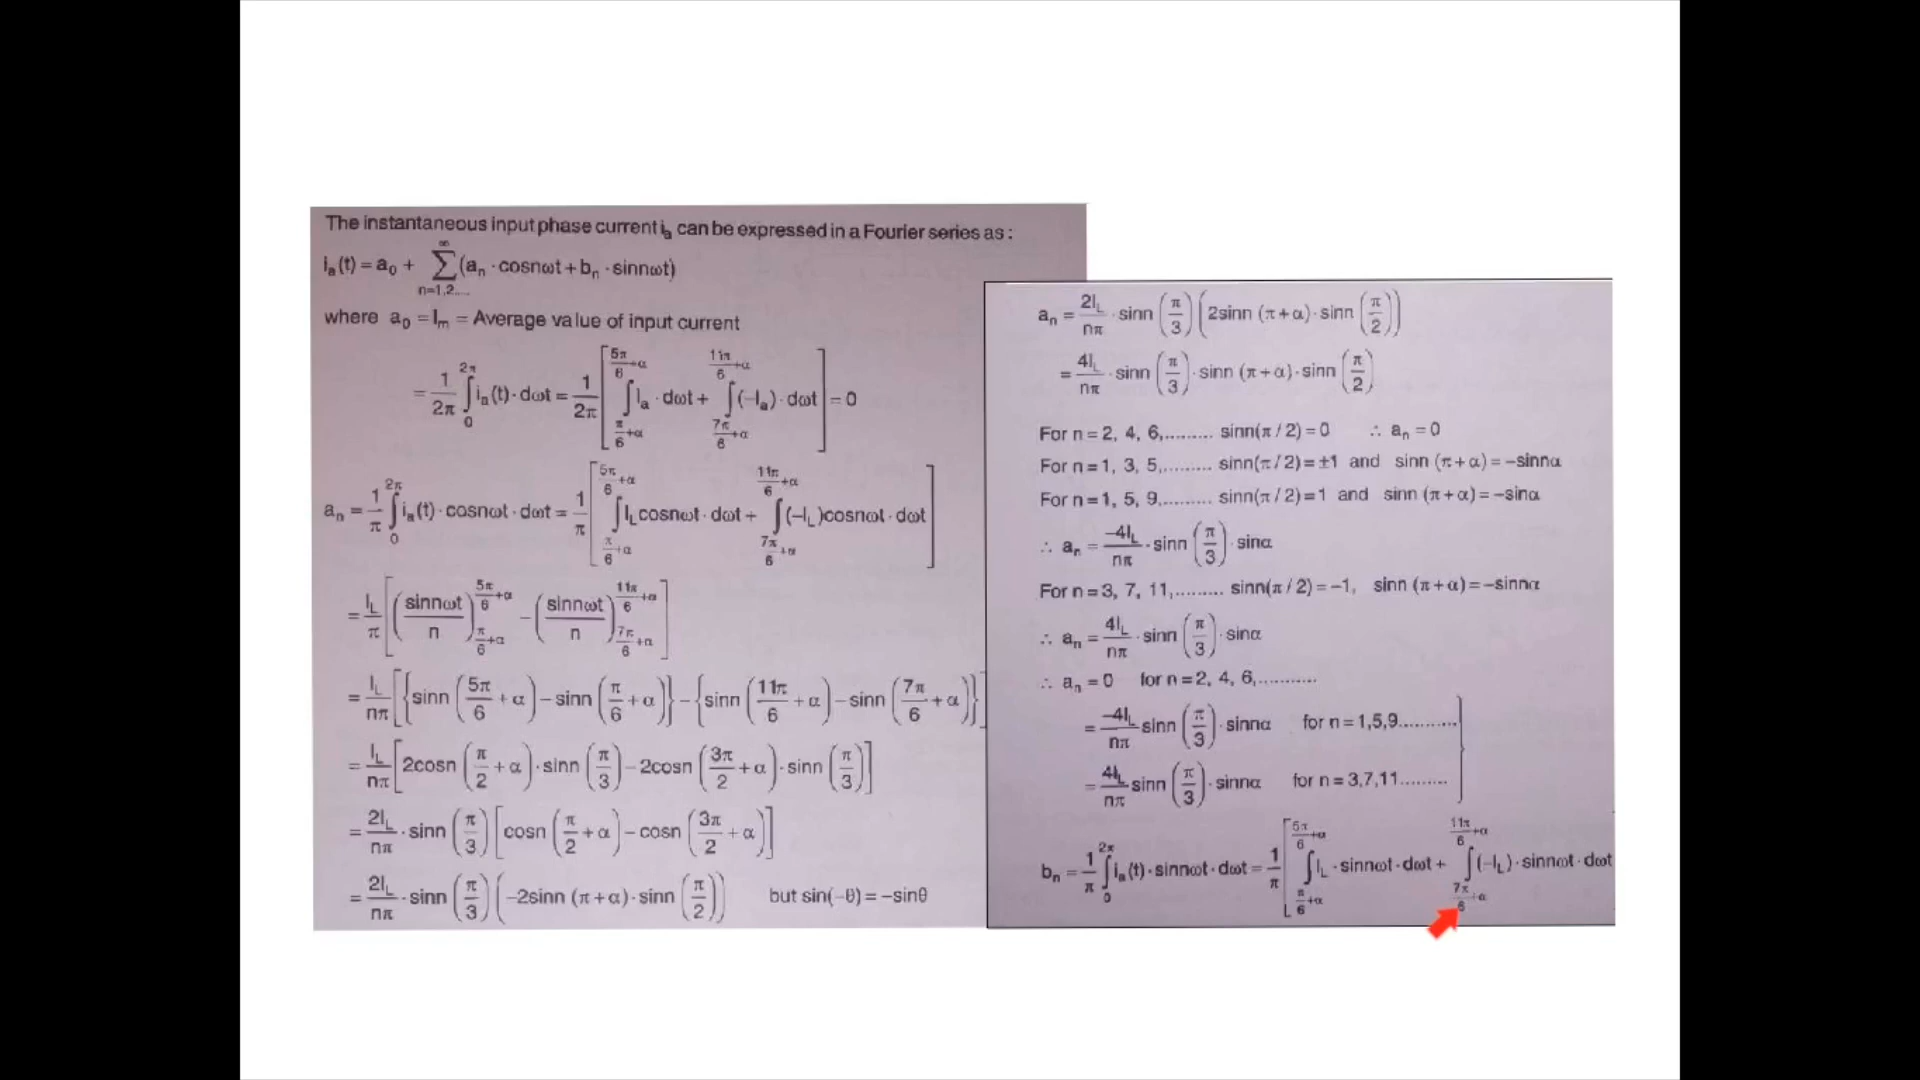 The instantaneous input phase current iₐ can be expressed in a Fourier series as :
iₐ(t) = a₀ + ∞∑n=1,2.... (aₙ · cosnωt + bₙ · sinnωt)
where a₀ = Iₘ = Average value of input current
= 1/2π ∫₀^2π iₐ(t) · dωt = 1/2π [ ∫_{π/6+α}^{5π/6+α} Iₐ · dωt + ∫_{7π/6+α}^{11π/6+α} (–Iₐ) · dωt ] = 0
aₙ = 1/π ∫₀^2π iₐ(t) · cosnωt · dωt = 1/π [ ∫_{π/6+α}^{5π/6+α} I_L cosnωt · dωt + ∫_{7π/6+α}^{11π/6+α} (–I_L) cosnωt · dωt ]
= I_L/π [ (sinnωt/n)_{π/6+α}^{5π/6+α} – (sinnωt/n)_{7π/6+α}^{11π/6+α} ]
= I_L/nπ [ { sinn (5π/6 + α) – sinn (π/6 + α) } – { sinn (11π/6 + α) – sinn (7π/6 + α) } ]
= I_L/nπ [ 2cosn (π/2 + α) · sinn (π/3) – 2cosn (3π/2 + α) · sinn (π/3) ]
= 2I_L/nπ · sinn (π/3) [ cosn (π/2 + α) – cosn (3π/2 + α) ]
= 2I_L/nπ · sinn (π/3) ( –2sinn (π + α) · sinn (π/2) ) but sin(–θ) = –sinθ
aₙ = 2I_L/nπ · sinn (π/3) ( 2sinn (π + α) · sinn (π/2) )
= 4I_L/nπ · sinn (π/3) · sinn (π + α) · sinn (π/2)
For n = 2, 4, 6,......... sinn(π / 2) = 0 ∴ aₙ = 0
For n = 1, 3, 5,......... sinn(π / 2) = ±1 and sinn (π + α) = –sinnα
For n = 1, 5, 9,......... sinn(π / 2) = 1 and sinn (π + α) = –sinα
∴ aₙ = –4I_L/nπ · sinn (π/3) · sinα
For n = 3, 7, 11,......... sinn(π / 2) = –1, sinn (π + α) = –sinnα
∴ aₙ = 4I_L/nπ · sinn (π/3) · sinα
∴ aₙ = 0 for n = 2, 4, 6,...........
= –4I_L/nπ sinn (π/3) · sinnα for n = 1,5,9...........
= 4I_L/nπ sinn (π/3) · sinnα for n = 3,7,11.........
bₙ = 1/π ∫₀^2π iₐ(t) · sinnωt · dωt = 1/π [ ∫_{π/6+α}^{5π/6+α} I_L · sinnωt · dωt + ∫_{7π/6+α}^{11π/6+α} (–I_L) · sinnωt · dωt